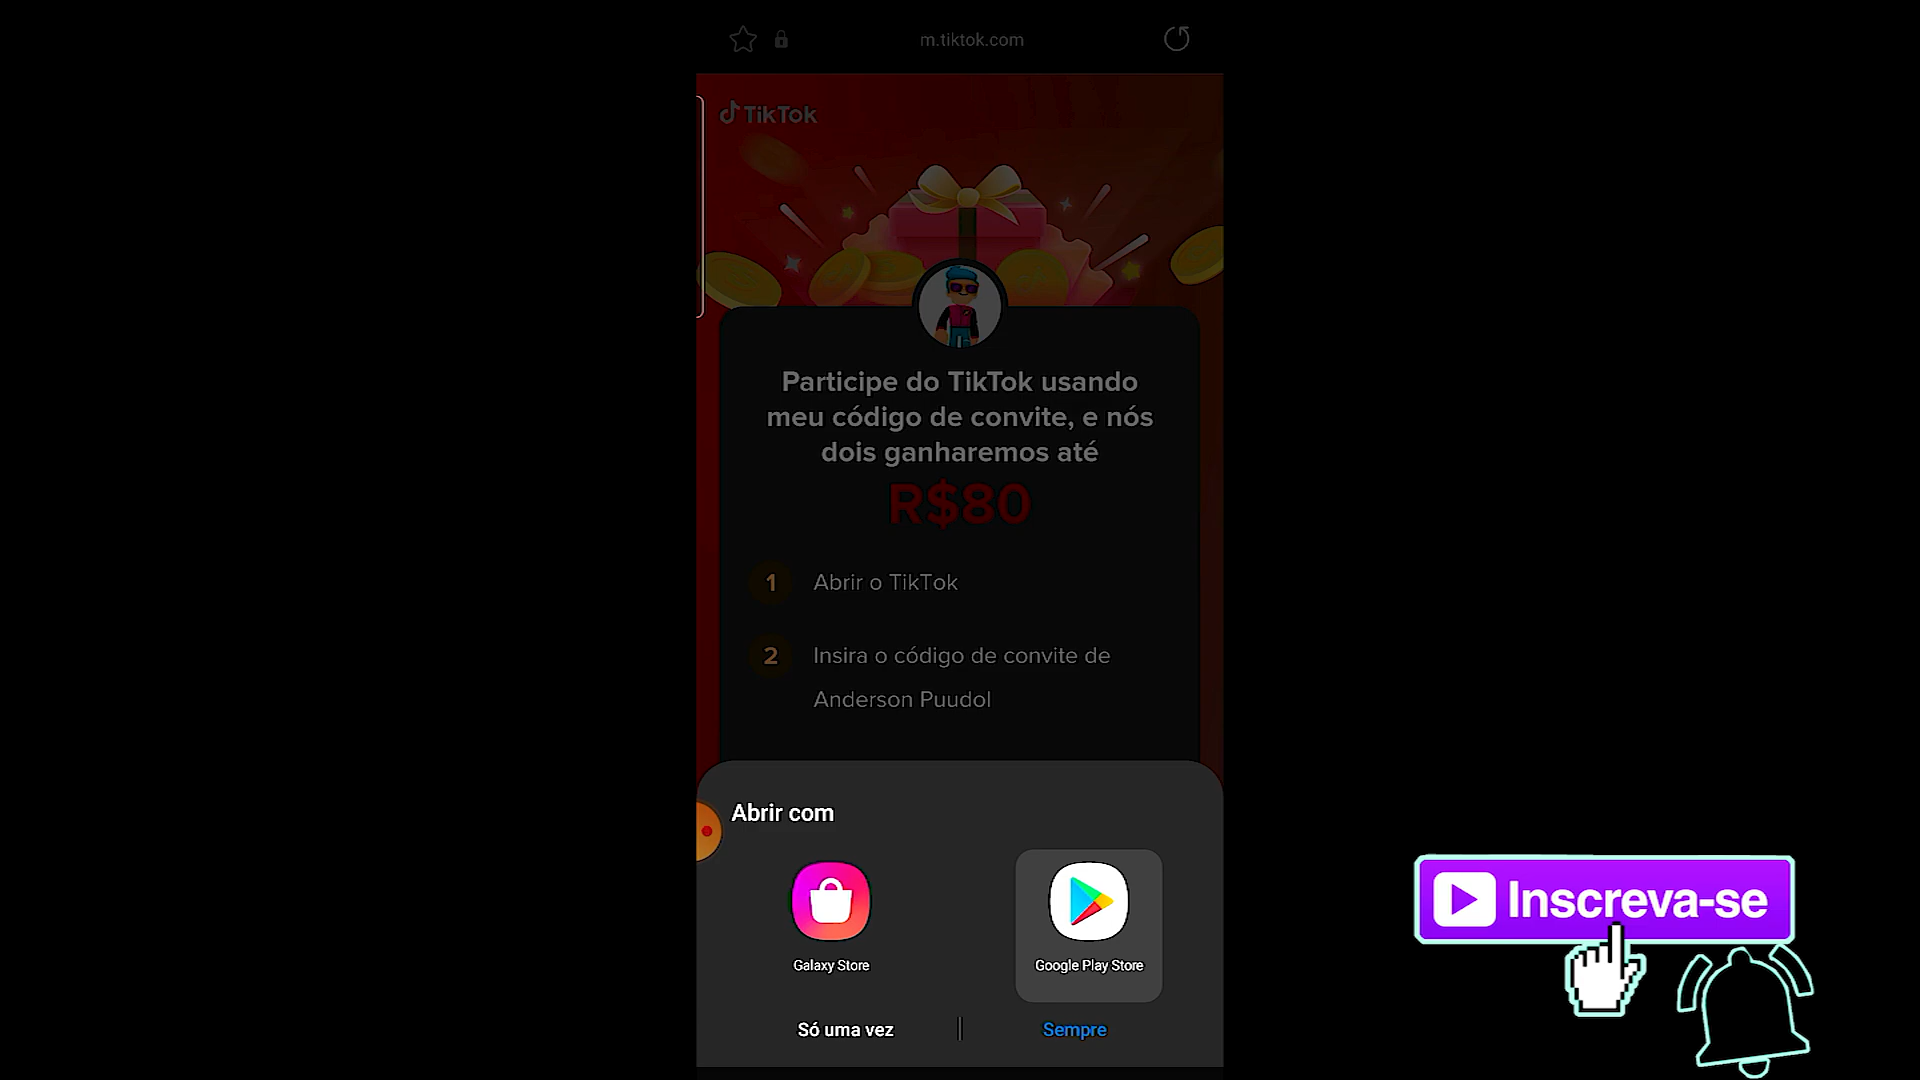 m.tiktok.com
TikTok
Participe do TikTok usando
meu código de convite, e nós
dois ganharemos até
R$80
1 Abrir o TikTok
2 Insira o código de convite de
Anderson Puudol
Abrir com
Galaxy Store
Google Play Store
Só uma vez
Sempre
Inscreva-se